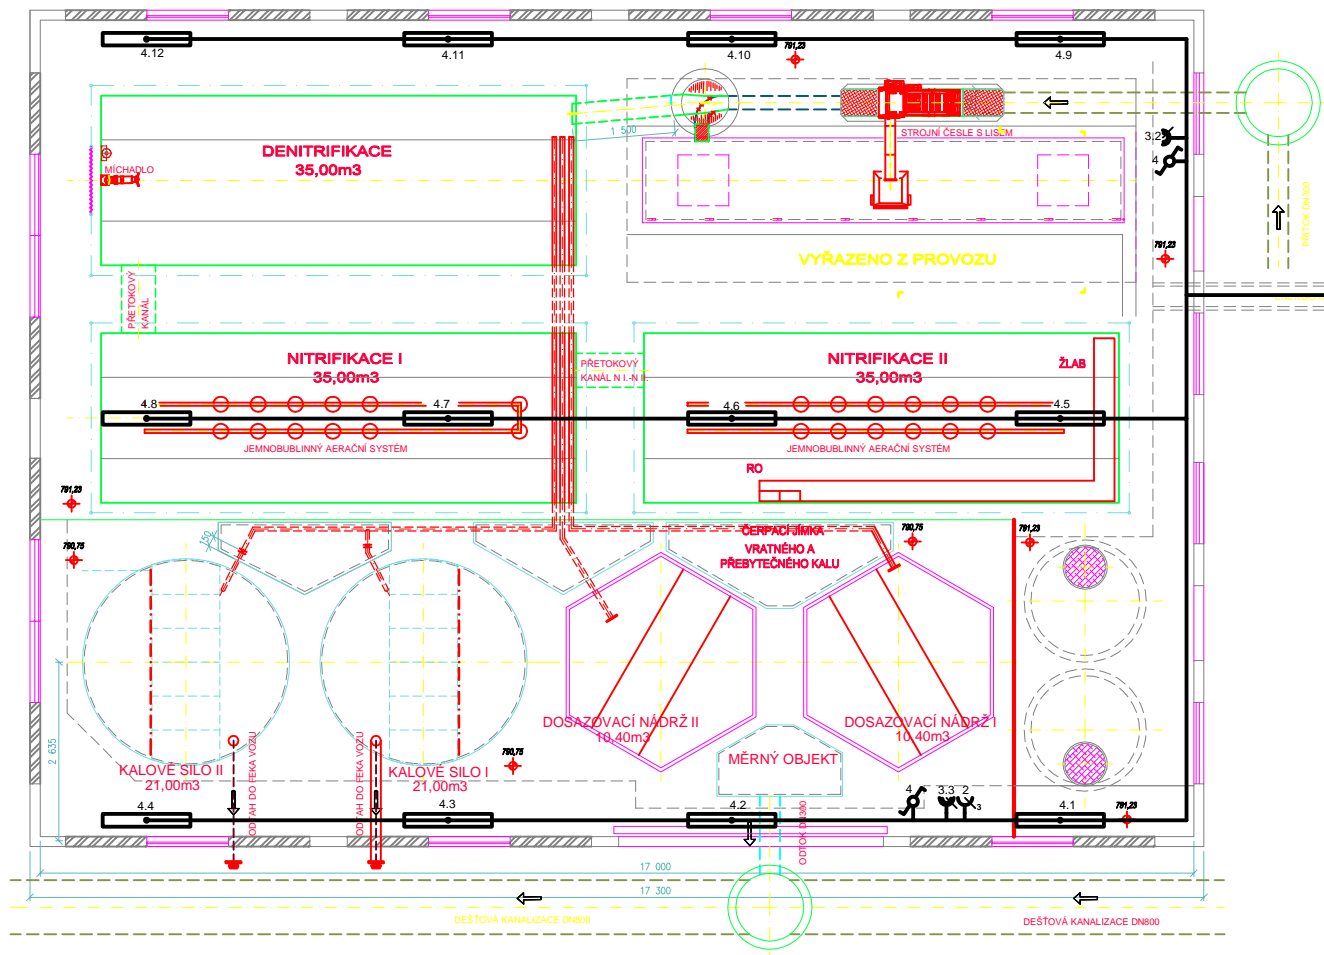 4.12
4.11
4.10
4.9
791,23
1 500
STROJNÍ ČESLE S LISEM
3.2
4
DENITRIFIKACE
35,00m3
MÍCHADLO
PŘÍTOK DN300
791,23
VYŘAZENO Z PROVOZU
PŘETOKOVÝ
KANÁL
NITRIFIKACE I
35,00m3
PŘETOKOVÝ
KANÁL N I.-N II.
NITRIFIKACE II
35,00m3
ŽLAB
4.8
4.7
4.6
4.5
JEMNOBUBLINNÝ AERAČNÍ SYSTÉM
JEMNOBUBLINNÝ AERAČNÍ SYSTÉM
RO
791,23
790,75
150
ČERPACÍ JÍMKA
VRATNÉHO A
PŘEBYTEČNÉHO KALU
790,75
791,23
2 635
DOSAZOVACÍ NÁDRŽ II
10,40m3
DOSAZOVACÍ NÁDRŽ I
10,40m3
KALOVÉ SILO II
21,00m3
ODTAH DO FEKA VOZU
ODTAH DO FEKA VOZU
KALOVÉ SILO I
21,00m3
790,75
MĚRNÝ OBJEKT
4.4
4.3
4.2
4
3.3
2
3
4.1
791,23
ODTOK DN300
17 000
17 300
DEŠŤOVÁ KANALIZACE DN800
DEŠŤOVÁ KANALIZACE DN800